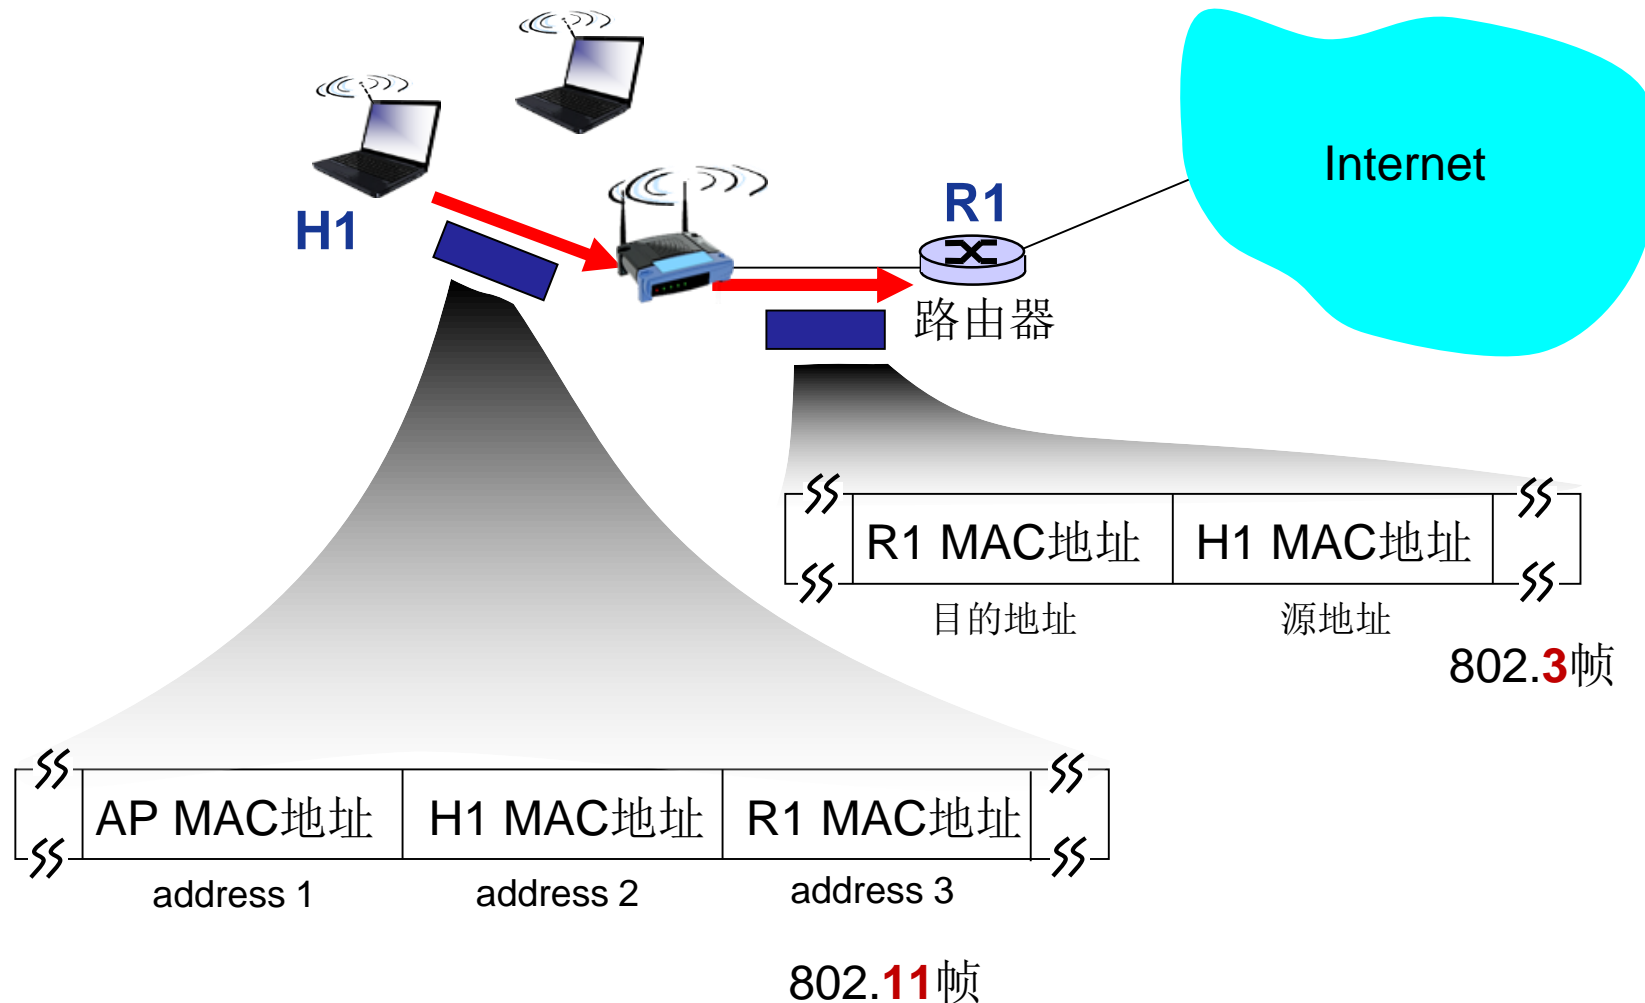 Internet
H1
R1
路由器
R1 MAC地址 H1 MAC地址
目的地址 源地址
802.3帧
AP MAC地址 H1 MAC地址 R1 MAC地址
address 1 address 2 address 3
802.11帧